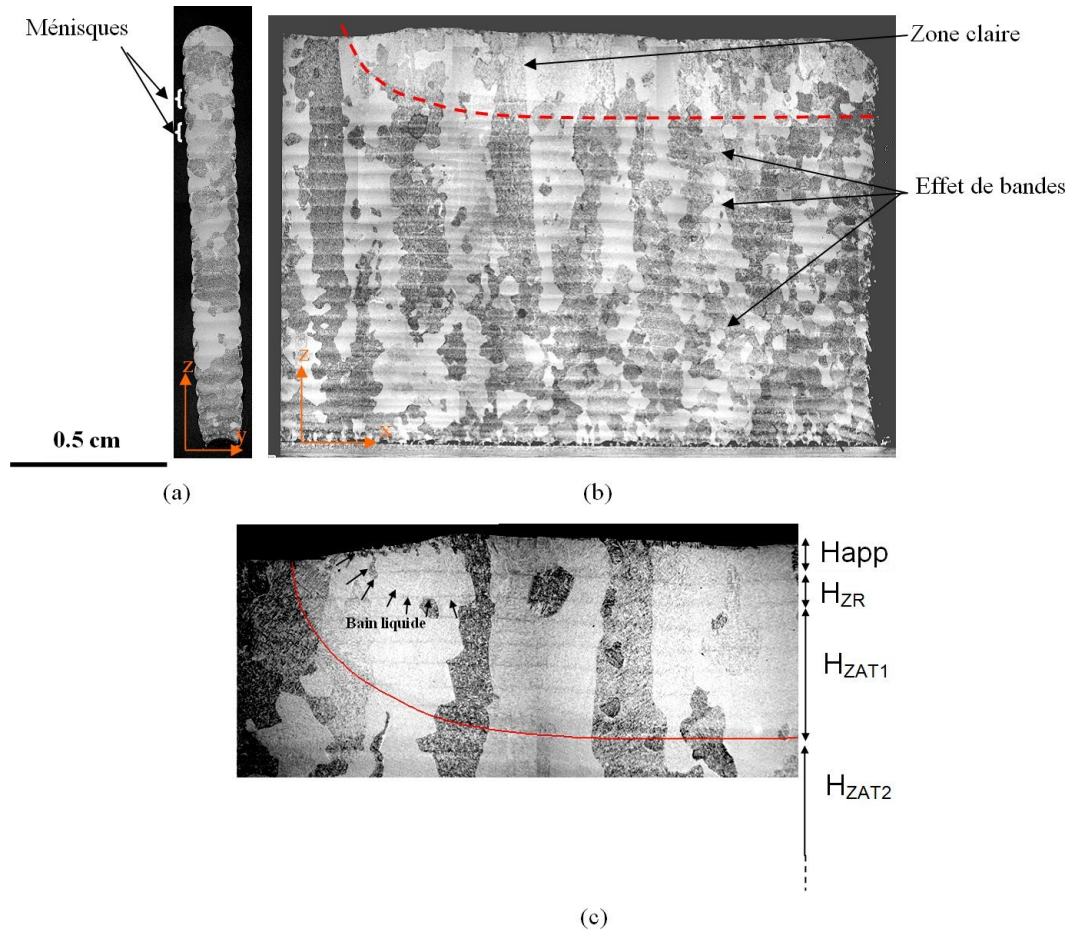 Ménisques
z
y
0.5 cm
(a)
Zone claire
Effet de bandes
z
x
(b)
Bain liquide
Happ
HZR
HZAT1
HZAT2
(c)